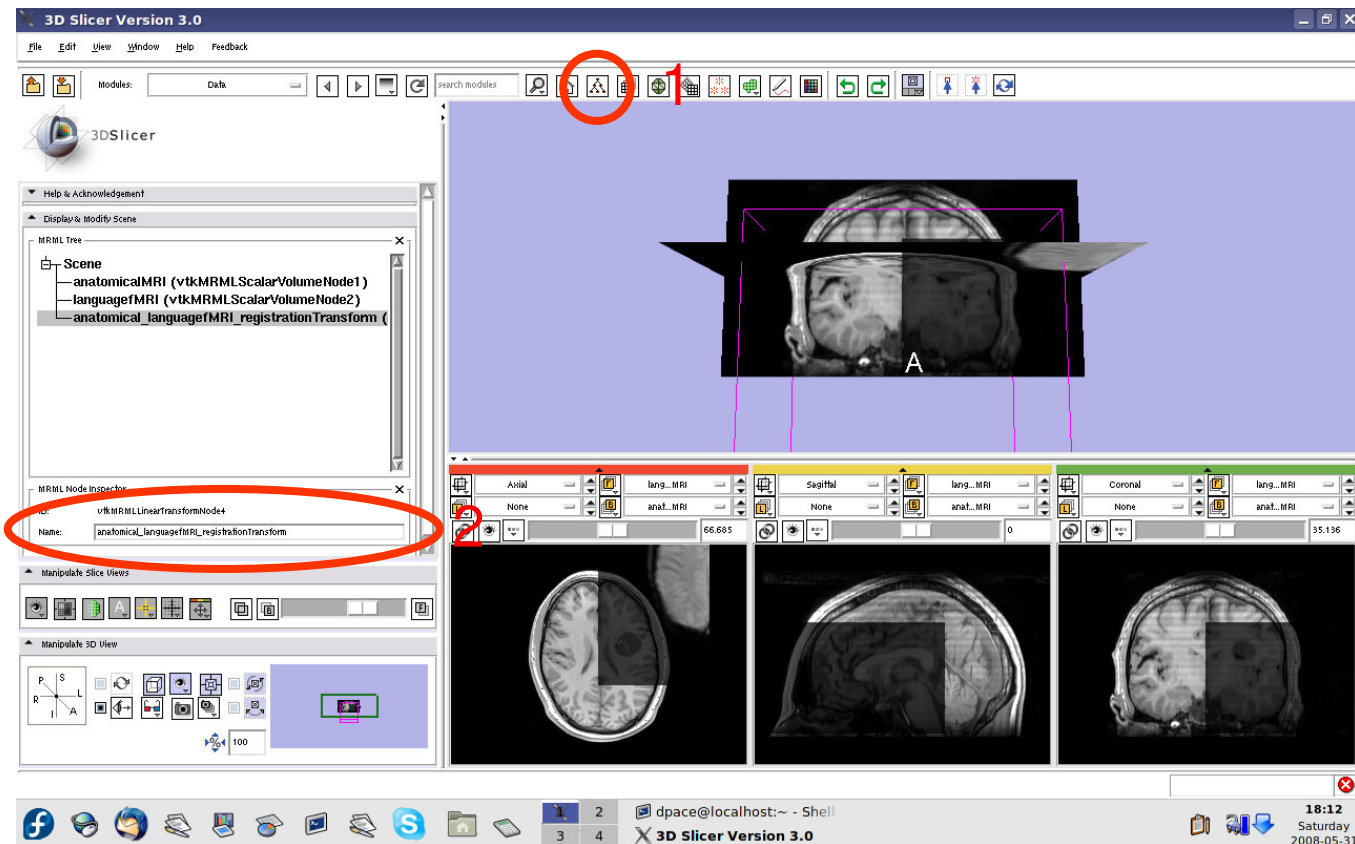 3D Slicer Version 3.0
File Edit View Window Help Feedback
Modules: Data search modules
1
3DSlicer
Help & Acknowledgement
Display & Modify Scene
MRML Tree
Scene
anatomicalMRI (vtkMRMLScalarVolumeNode1)
languagefMRI (vtkMRMLScalarVolumeNode2)
anatomical_languagefMRI_registrationTransform (
MRML Node Inspector
ID: vtkMRMLLinearTransformNode4
Name: anatomical_languagefMRI_registrationTransform
2
Manipulate Slice Views
Manipulate 3D View
P S
R L
I A
% 100
A
Axial lang...MRI
None anat...MRI
66.685
Sagittal lang...MRI
None anat...MRI
0
Coronal lang...MRI
None anat...MRI
35.136
1 2
3 4
dpace@localhost:~ - Shell
3D Slicer Version 3.0
18:12
Saturday
2008-05-31